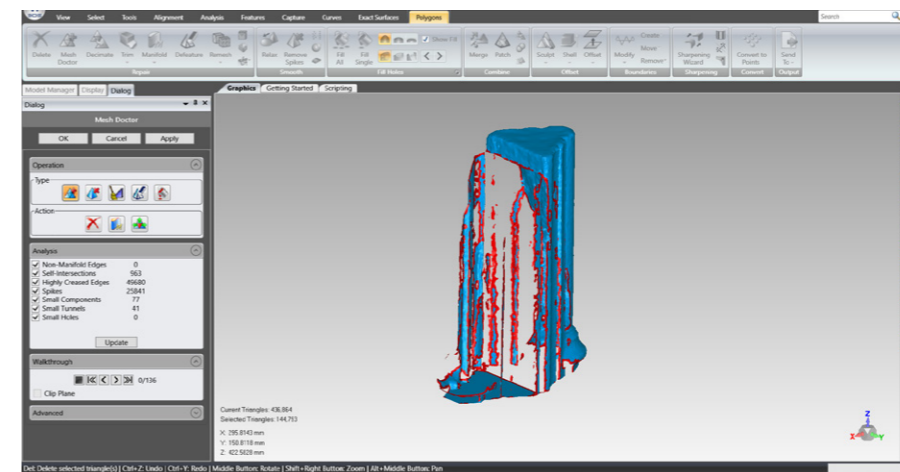 View Select Tools Alignment Analysis Features Capture Curves Exact Surfaces Polygons Search
Delete Mesh Doctor Decimate Trim Manifold Defeature Remesh Relax Remove Spikes Fill All Fill Single Show Fill Merge Patch Sculpt Shell Offset Modify Create Move Remove Sharpening Wizard Convert to Points Send To
Repair Smooth Fill Holes Combine Offset Boundaries Sharpening Convert Output
Model Manager Display Dialog Graphics Getting Started Scripting
Dialog
Mesh Doctor
OK Cancel Apply
Operation
Type
Action
Analysis
Non-Manifold Edges 0
Self-Intersections 963
Highly Creased Edges 49680
Spikes 25841
Small Components 77
Small Tunnels 41
Small Holes 0
Update
Walkthrough
0/136
Clip Plane
Advanced
Current Triangles: 436,864
Selected Triangles: 144,713
X: 295.8143 mm
Y: 150.8118 mm
Z: 422.5828 mm
Z
X Y
Del: Delete selected triangle(s) | Ctrl+Z: Undo | Ctrl+Y: Redo | Middle Button: Rotate | Shift+Right Button: Zoom | Alt+Middle Button: Pan